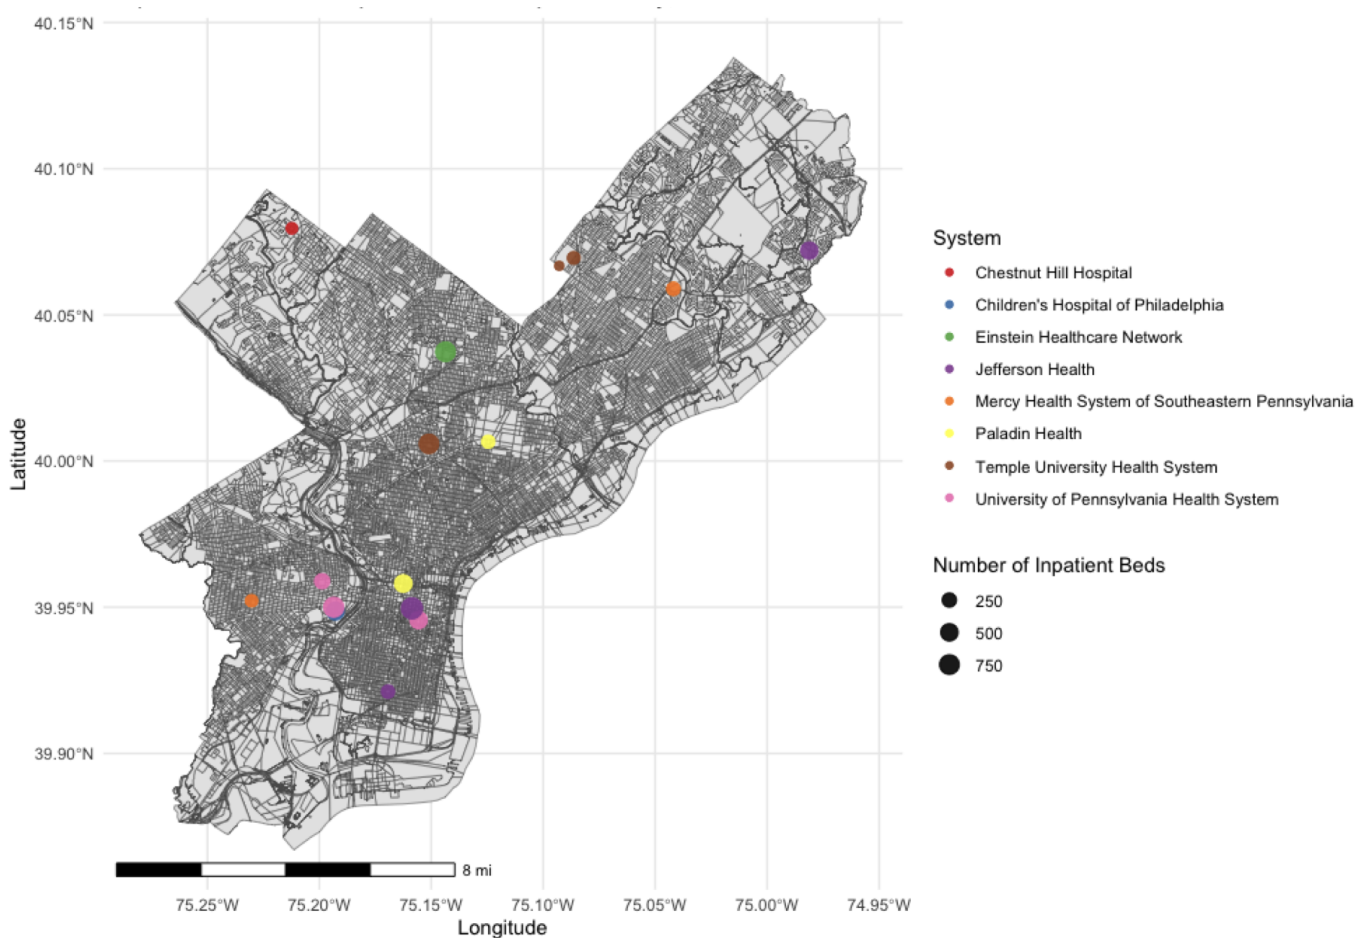 40.15°N
40.10°N
40.05°N
40.00°N
39.95°N
39.90°N
Latitude
8 mi
75.25°W 75.20°W 75.15°W 75.10°W 75.05°W 75.00°W 74.95°W
Longitude
System
Chestnut Hill Hospital
Children's Hospital of Philadelphia
Einstein Healthcare Network
Jefferson Health
Mercy Health System of Southeastern Pennsylvania
Paladin Health
Temple University Health System
University of Pennsylvania Health System
Number of Inpatient Beds
250
500
750